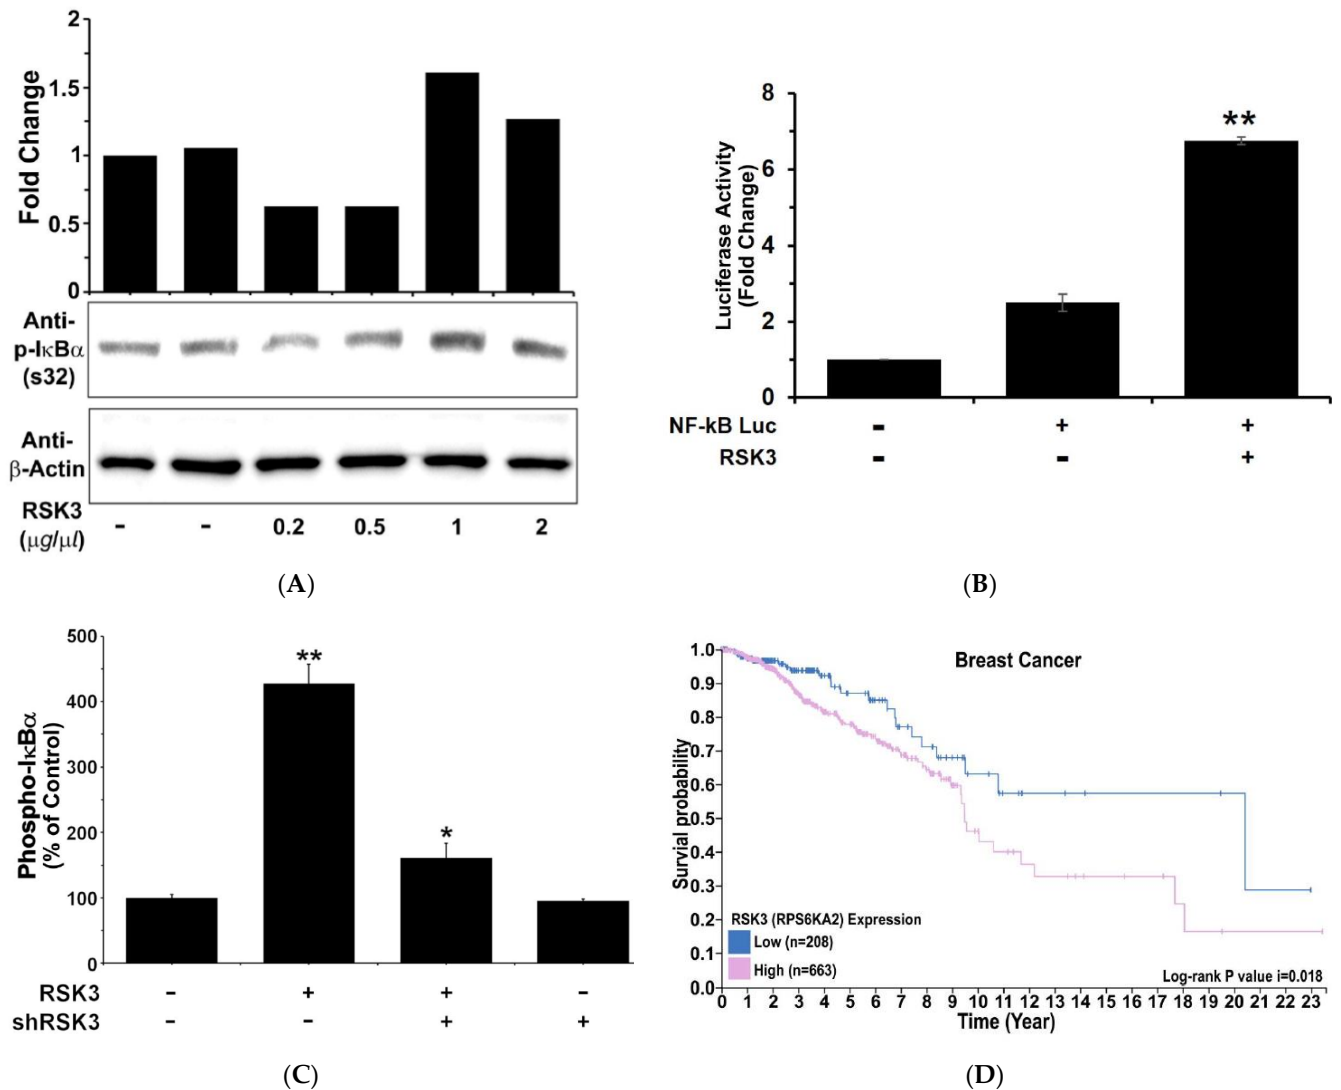 2
1.5
1
0.5
0
Fold Change
Anti-
p-IκBα
(s32)
Anti-
β-Actin
RSK3
(μg/μl)
- - 0.2 0.5 1 2
(A)
8
6
4
2
0
Luciferase Activity
(Fold Change)
**
NF-kB Luc - + +
RSK3 - - +
(B)
500
400
300
200
100
0
Phospho-IκBα
(% of Control)
**
*
RSK3 - + + -
shRSK3 - - + +
(C)
Breast Cancer
1.0
0.9
0.8
0.7
0.6
0.5
0.4
0.3
0.2
0.1
0.0
Survial probability
RSK3 (RPS6KA2) Expression
Low (n=208)
High (n=663)
Log-rank P value i=0.018
0 1 2 3 4 5 6 7 8 9 10 11 12 13 14 15 16 17 18 19 20 21 22 23
Time (Year)
(D)